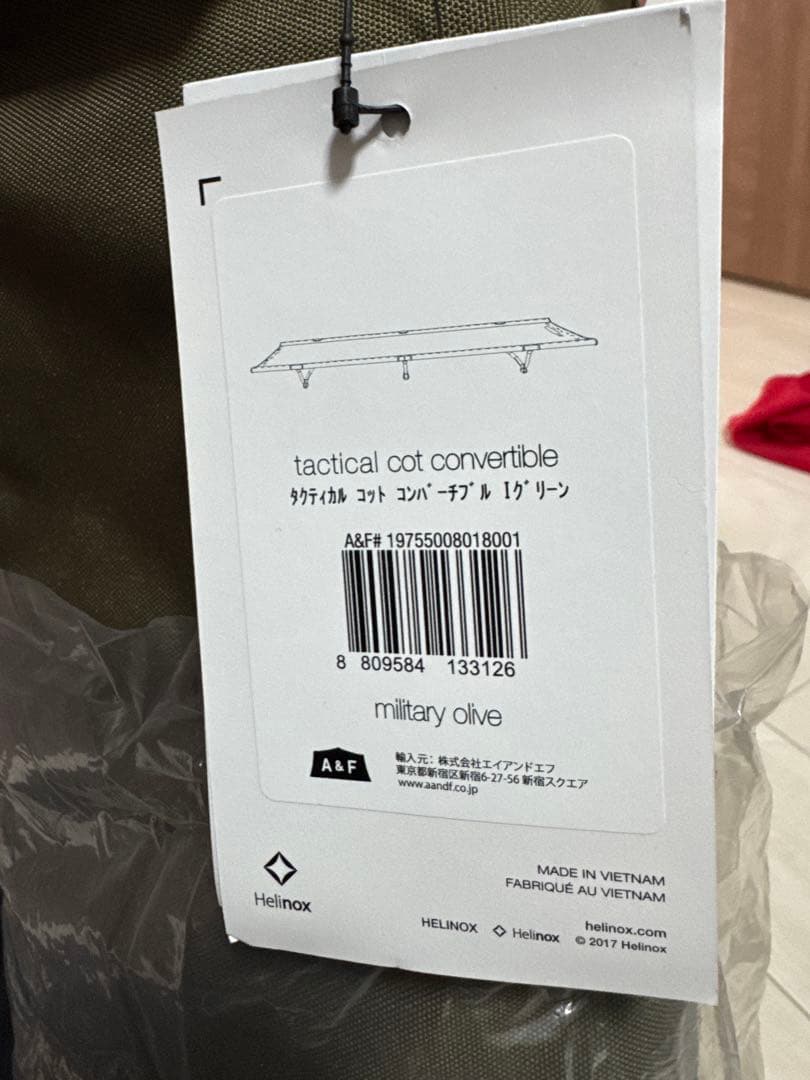 tactical cot convertible
ﾀｸﾃｨｶﾙ ｺｯﾄ ｺﾝﾊﾞｰﾁﾌﾞﾙ Iｸﾞﾘｰﾝ
A&F# 19755008018001
8 809584 133126
military olive
A&F
輸入元：株式会社エイアンドエフ
東京都新宿区新宿6-27-56 新宿スクエア
www.aandf.co.jp
MADE IN VIETNAM
FABRIQUÉ AU VIETNAM
Helinox
HELINOX Helinox helinox.com
© 2017 Helinox